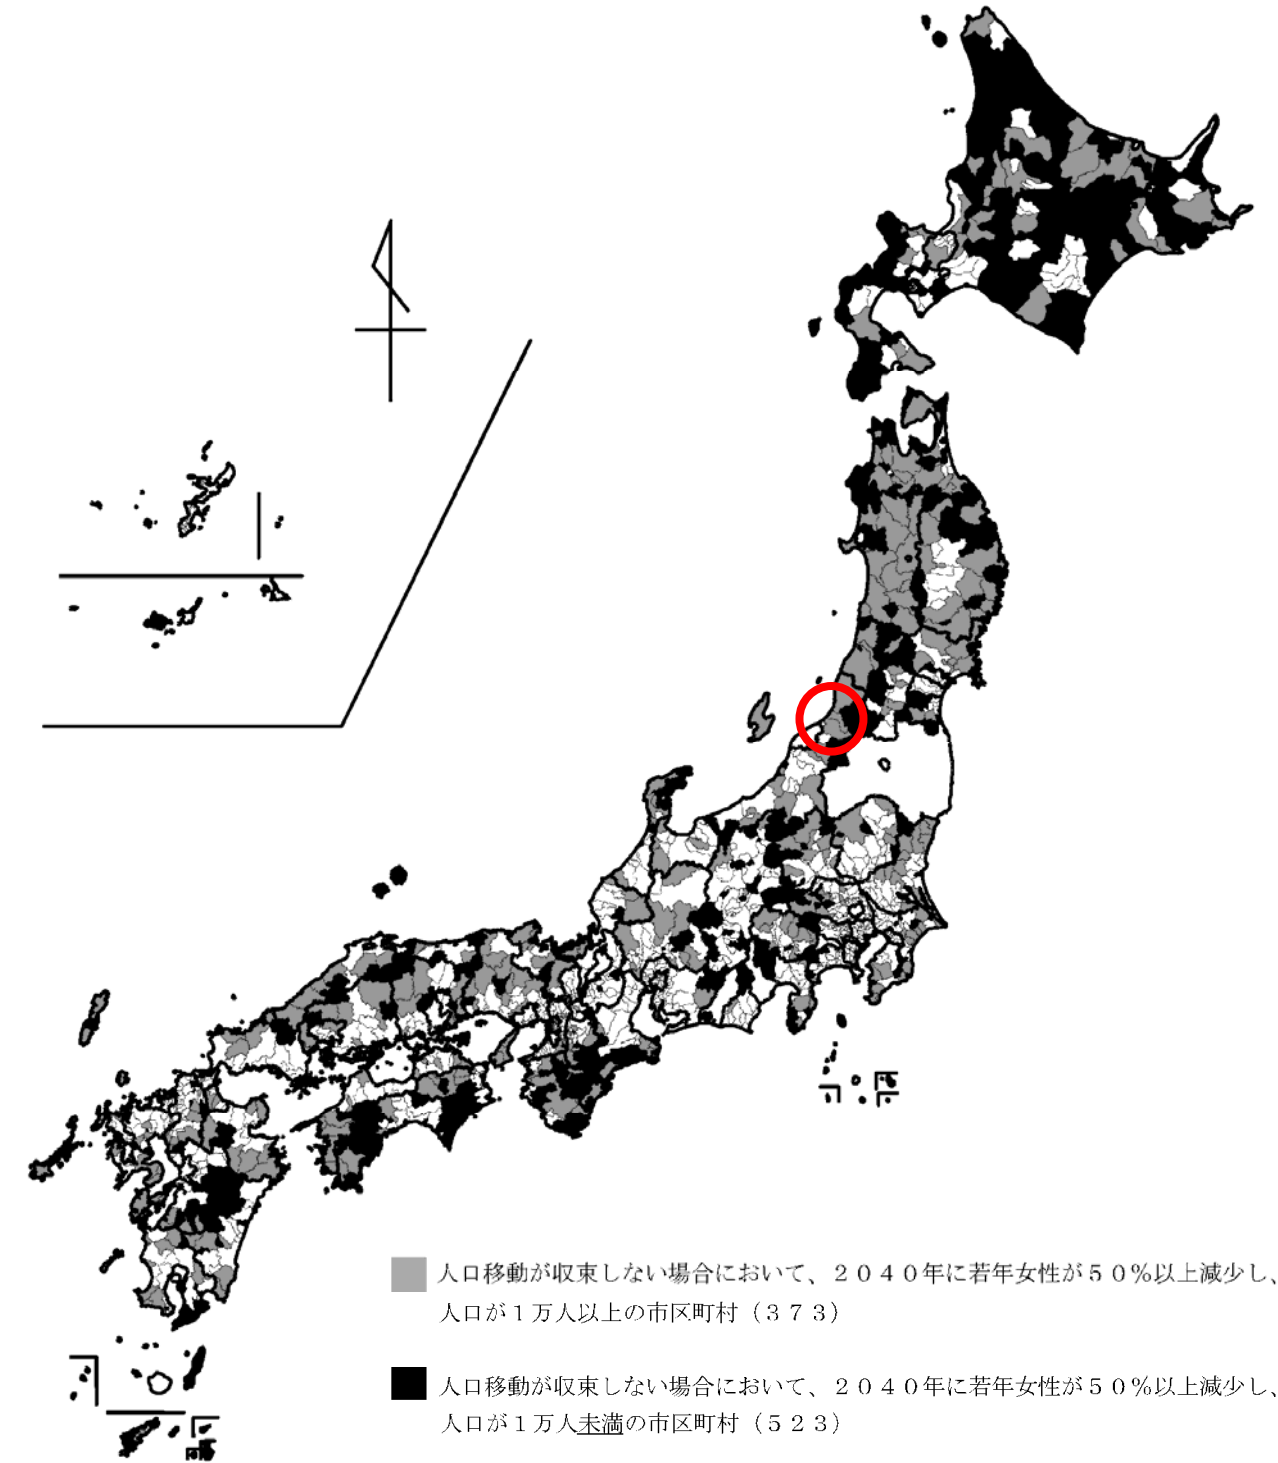 人口移動が収束しない場合において、２０４０年に若年女性が５０％以上減少し、
人口が１万人以上の市区町村（３７３）
人口移動が収束しない場合において、２０４０年に若年女性が５０％以上減少し、
人口が１万人未満の市区町村（５２３）